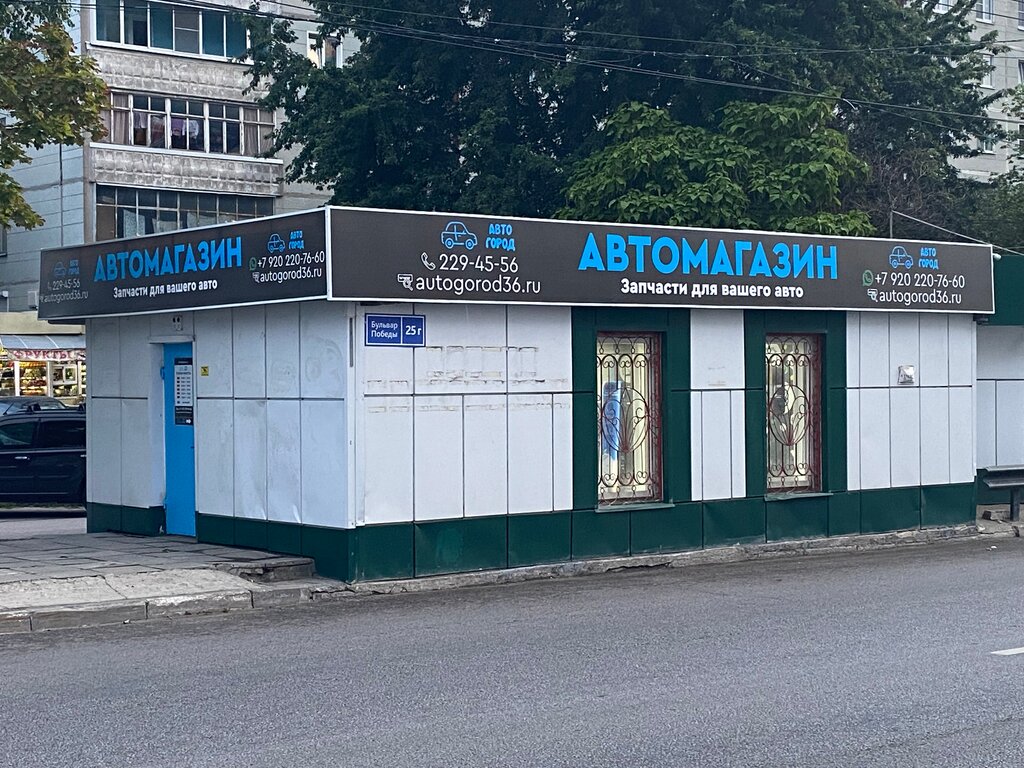 АВТО
ГОРОД
229-45-56
autogorod36.ru
АВТОМАГАЗИН
Запчасти для вашего авто
АВТО
ГОРОД
+7 920 220-76-60
autogorod36.ru
АВТО
ГОРОД
229-45-56
autogorod36.ru
АВТОМАГАЗИН
Запчасти для вашего авто
АВТО
ГОРОД
+7 920 220-76-60
autogorod36.ru
Бульвар
Победы
25 г
ФРУКТЫ